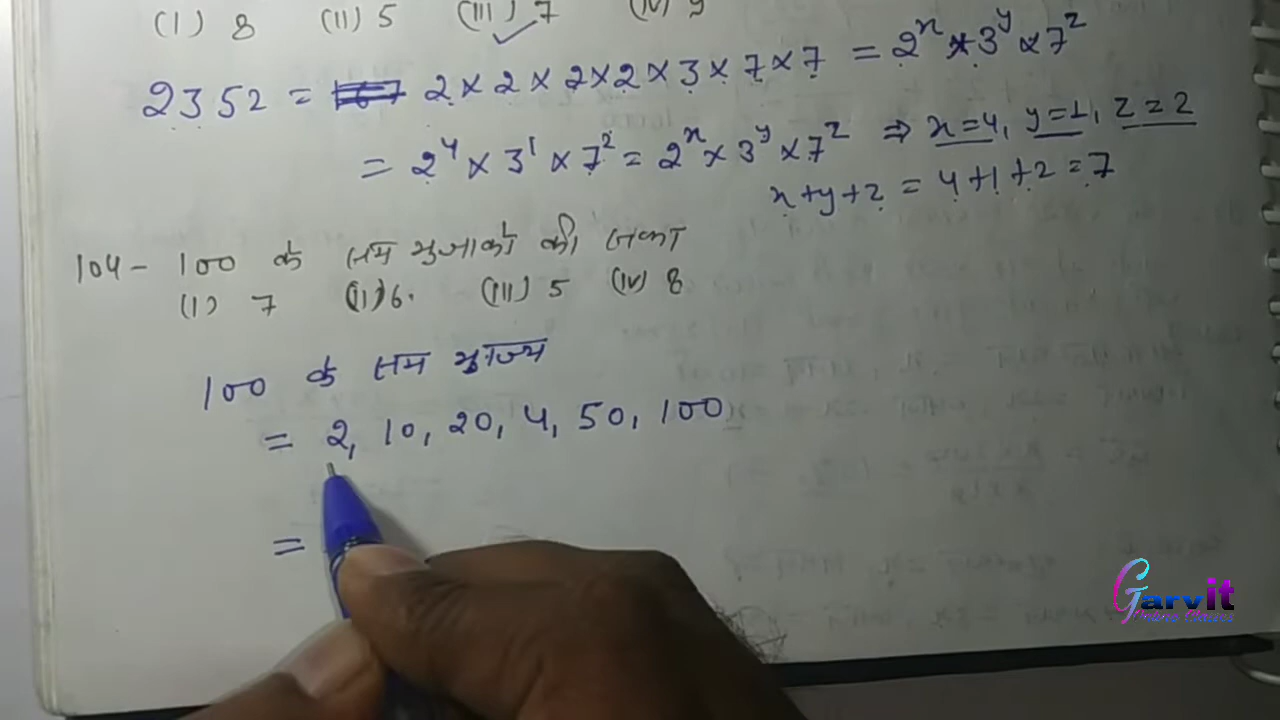 (I) 8 (II) 5 (III) 7 (IV) 9
2352 = 2×2×2×2×3×7×7 = 2ˣ×3ʸ×7ᶻ
= 2⁴×3¹×7² = 2ˣ×3ʸ×7ᶻ ⇒ x=4, y=1, z=2
x+y+z = 4+1+2=7
104- 100 के सम की
(I) 7 (II) 6. (III) 5 (IV) 8
100 के सम
= 2, 10, 20, 4, 50, 100
=
Garvit